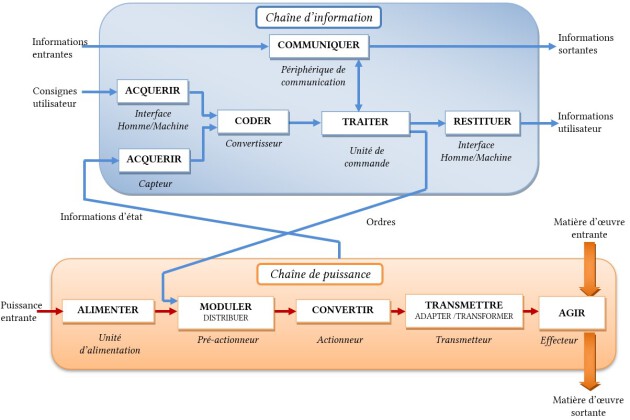 Chaîne d'information
Informations
entrantes
COMMUNIQUER
Informations
sortantes
Périphérique de
communication
Consignes
utilisateur
ACQUERIR
Interface
Homme/Machine
CODER
Convertisseur
TRAITER
Unité de
commande
RESTITUER
Interface
Homme/Machine
Informations
utilisateur
ACQUERIR
Capteur
Informations d'état
Ordres
Matière d'œuvre
entrante
Chaîne de puissance
Puissance
entrante
ALIMENTER
Unité
d'alimentation
MODULER
DISTRIBUER
Pré-actionneur
CONVERTIR
Actionneur
TRANSMETTRE
ADAPTER /TRANSFORMER
Transmetteur
AGIR
Effecteur
Matière d'œuvre
sortante